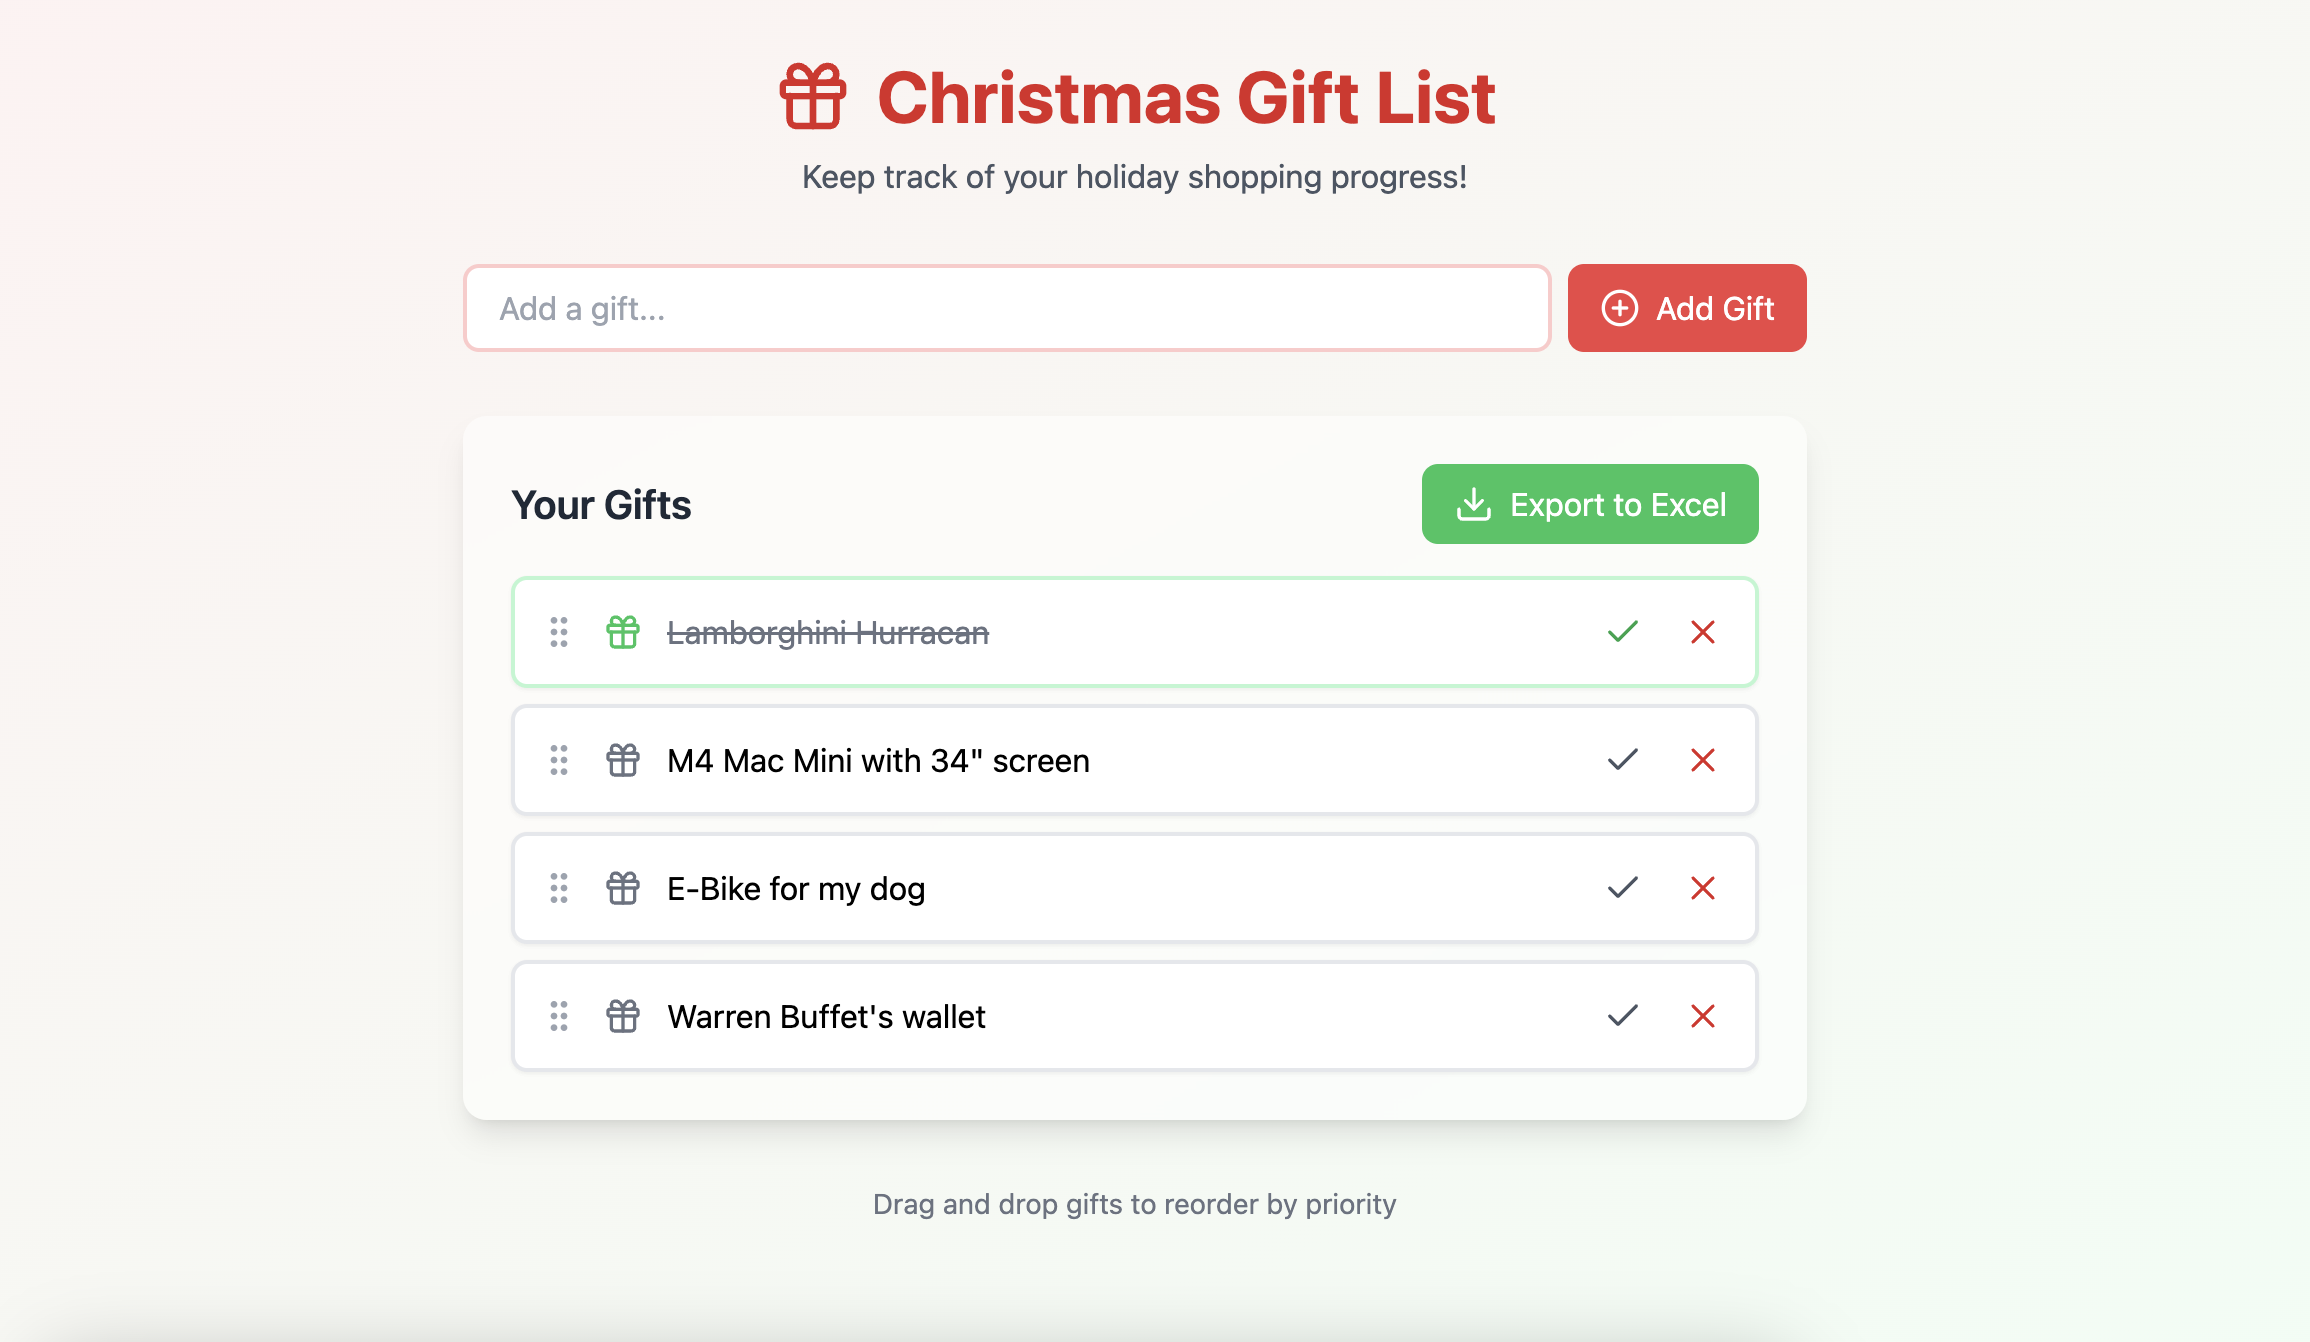 Christmas Gift List
Keep track of your holiday shopping progress!
Add a gift...
Add Gift
Your Gifts
Export to Excel
Lamborghini Hurracan
M4 Mac Mini with 34" screen
E-Bike for my dog
Warren Buffet's wallet
Drag and drop gifts to reorder by priority